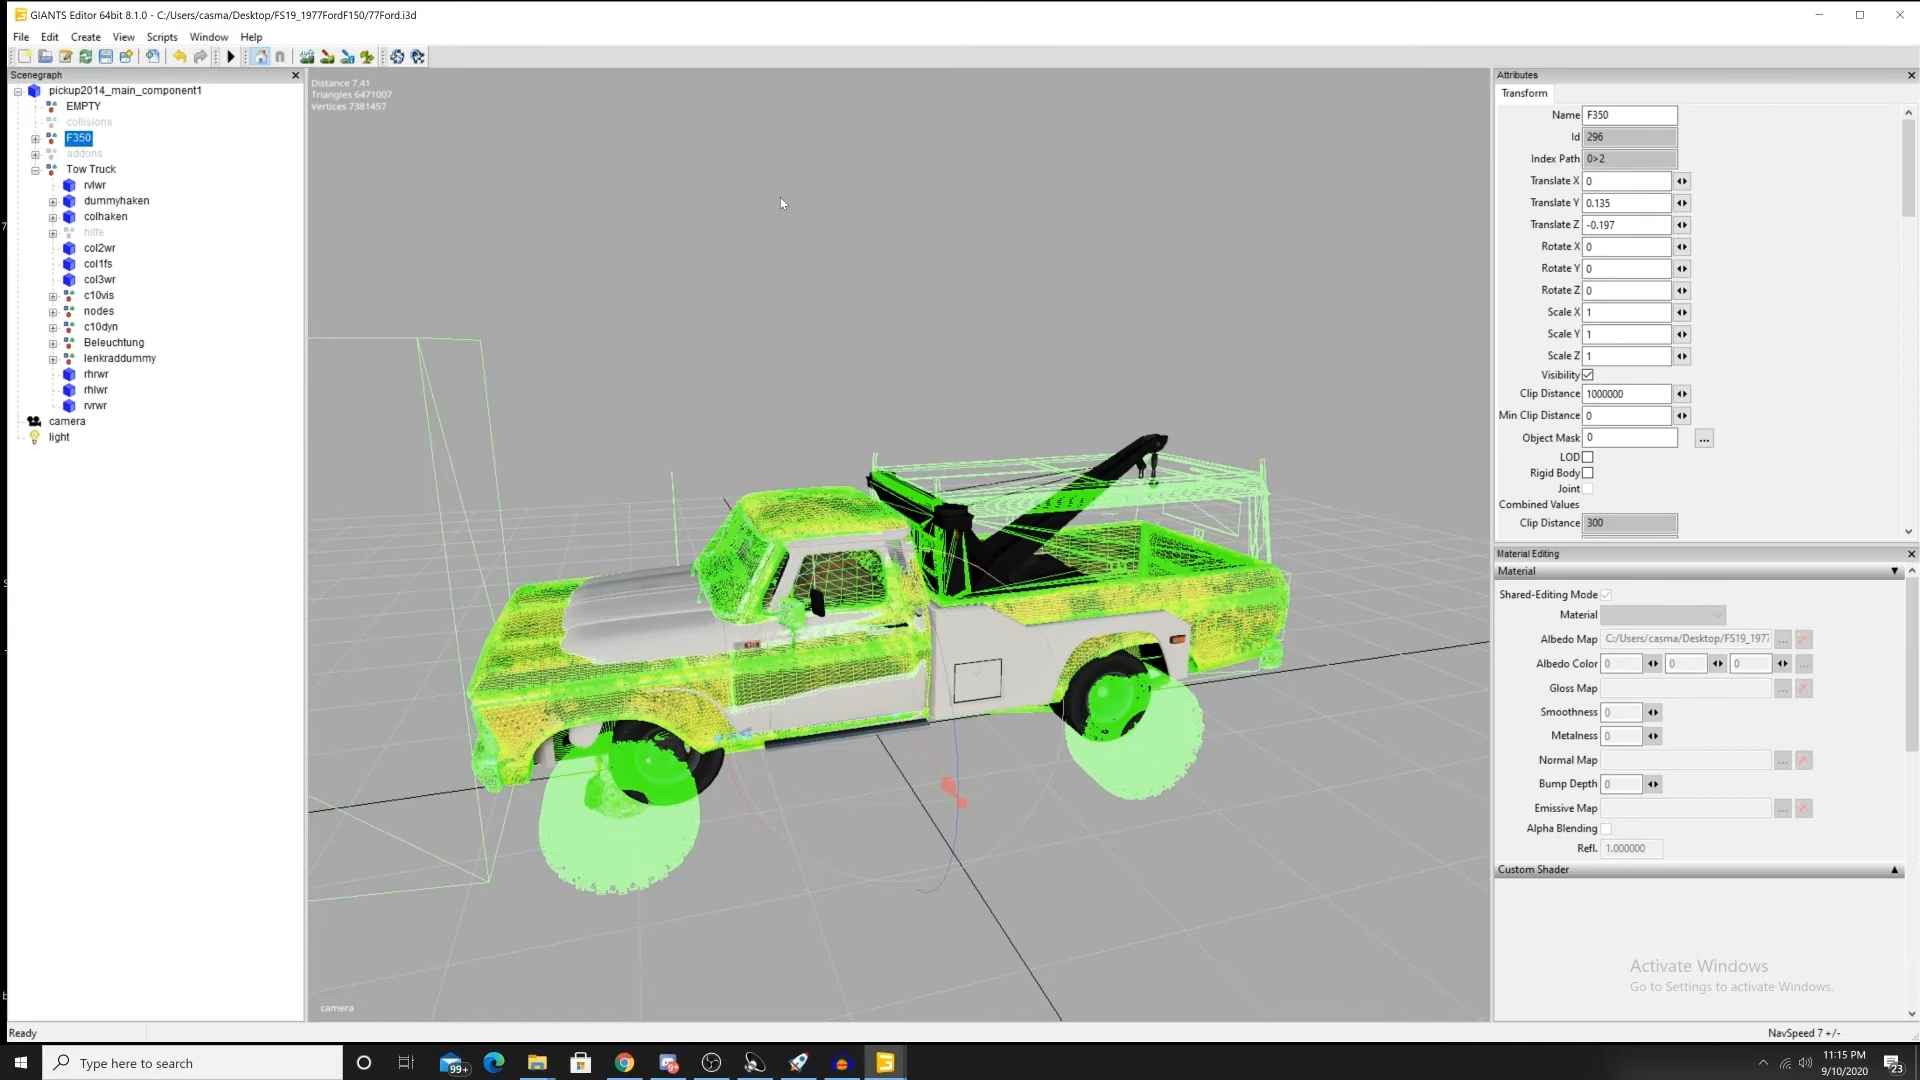 GIANTS Editor 64bit 8.1.0 - C:/Users/casma/Desktop/FS19_1977FordF150/77Ford.i3d
File Edit Create View Scripts Window Help
Scenegraph
pickup2014_main_component1
EMPTY
collisions
F350
addons
Tow Truck
rvlwr
dummyhaken
colhaken
hilfe
col2wr
col1fs
col3wr
c10vis
nodes
c10dyn
Beleuchtung
lenkraddummy
rhrwr
rhlwr
rvrwr
camera
light
Distance 7.41
Triangles 6471007
Vertices 7381457
camera
Attributes
Transform
Name F350
Id 296
Index Path 0>2
Translate X 0
Translate Y 0.135
Translate Z -0.197
Rotate X 0
Rotate Y 0
Rotate Z 0
Scale X 1
Scale Y 1
Scale Z 1
Visibility
Clip Distance 1000000
Min Clip Distance 0
Object Mask 0 ...
LOD
Rigid Body
Joint
Combined Values
Clip Distance 300
Material Editing
Material
Shared-Editing Mode
Material
Albedo Map C:/Users/casma/Desktop/FS19_1977 ...
Albedo Color 0 0 0 ...
Gloss Map ...
Smoothness 0
Metalness 0
Normal Map ...
Bump Depth 0
Emissive Map ...
Alpha Blending
Refl. 1.000000
Custom Shader
Activate Windows
Go to Settings to activate Windows.
Ready
NavSpeed 7 +/-
Type here to search
99+
11:15 PM
9/10/2020
23